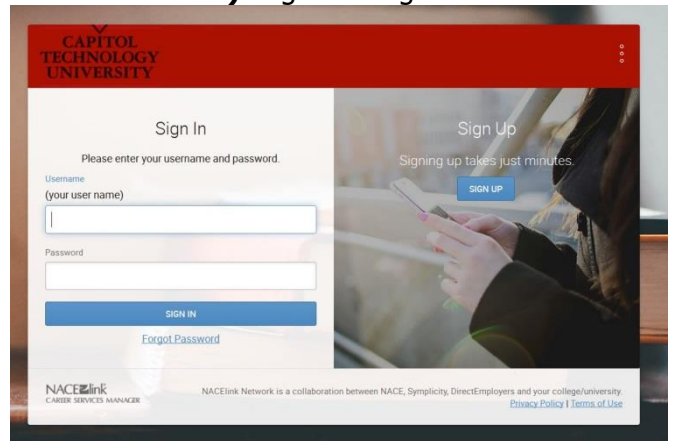 CAPITOL
TECHNOLOGY
UNIVERSITY
Sign In
Please enter your username and password.
Username
(your user name)
Password
SIGN IN
Forgot Password
Sign Up
Signing up takes just minutes.
SIGN UP
NACElink
CAREER SERVICES MANAGER
NACElink Network is a collaboration between NACE, Symplicity, DirectEmployers and your college/university.
Privacy Policy | Terms of Use